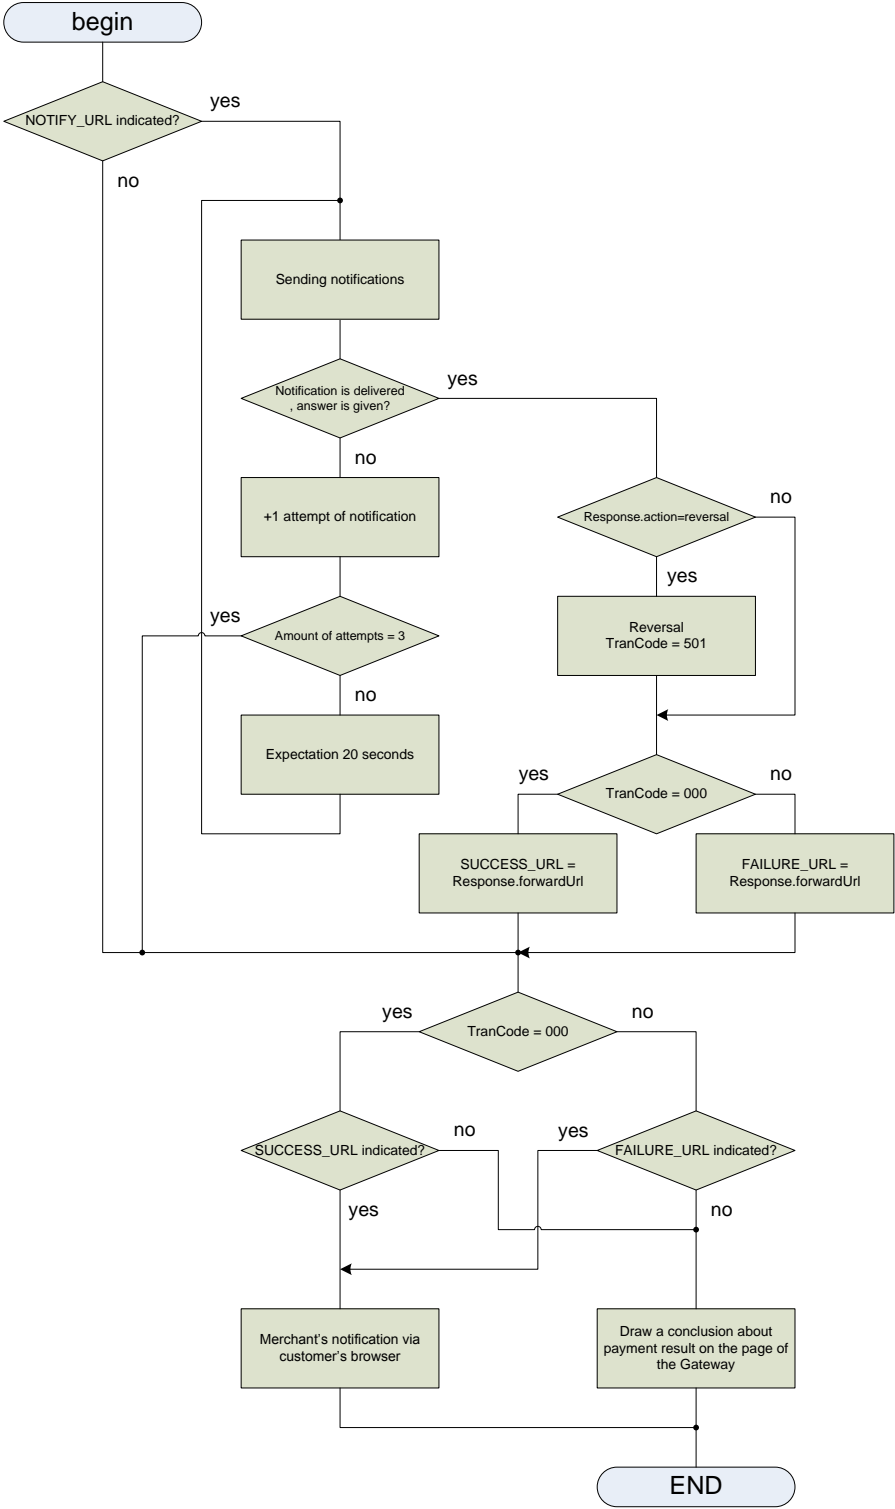 begin
yes
NOTIFY_URL indicated?
no
Sending notifications
yes
Notification is delivered
, answer is given?
no
+1 attempt of notification
no
Response.action=reversal
yes
yes
Amount of attempts = 3
Reversal
TranCode = 501
no
Expectation 20 seconds
yes
no
TranCode = 000
SUCCESS_URL =
Response.forwardUrl
FAILURE_URL =
Response.forwardUrl
yes
no
TranCode = 000
no
yes
SUCCESS_URL indicated?
FAILURE_URL indicated?
yes
no
Merchant's notification via
customer's browser
Draw a conclusion about
payment result on the page of
the Gateway
END